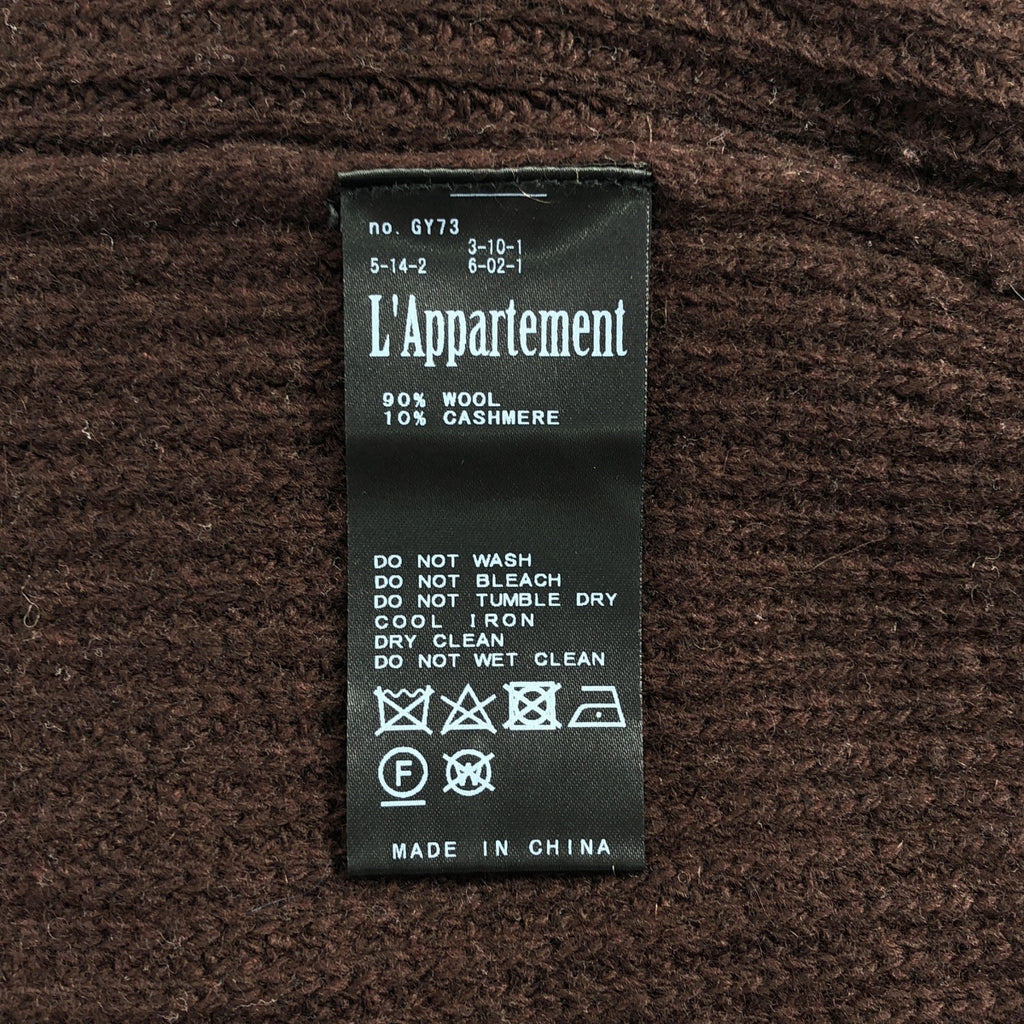 no. GY73
3-10-1
5-14-2 6-02-1
L'Appartement
90% WOOL
10% CASHMERE
DO NOT WASH
DO NOT BLEACH
DO NOT TUMBLE DRY
COOL IRON
DRY CLEAN
DO NOT WET CLEAN
F W
MADE IN CHINA